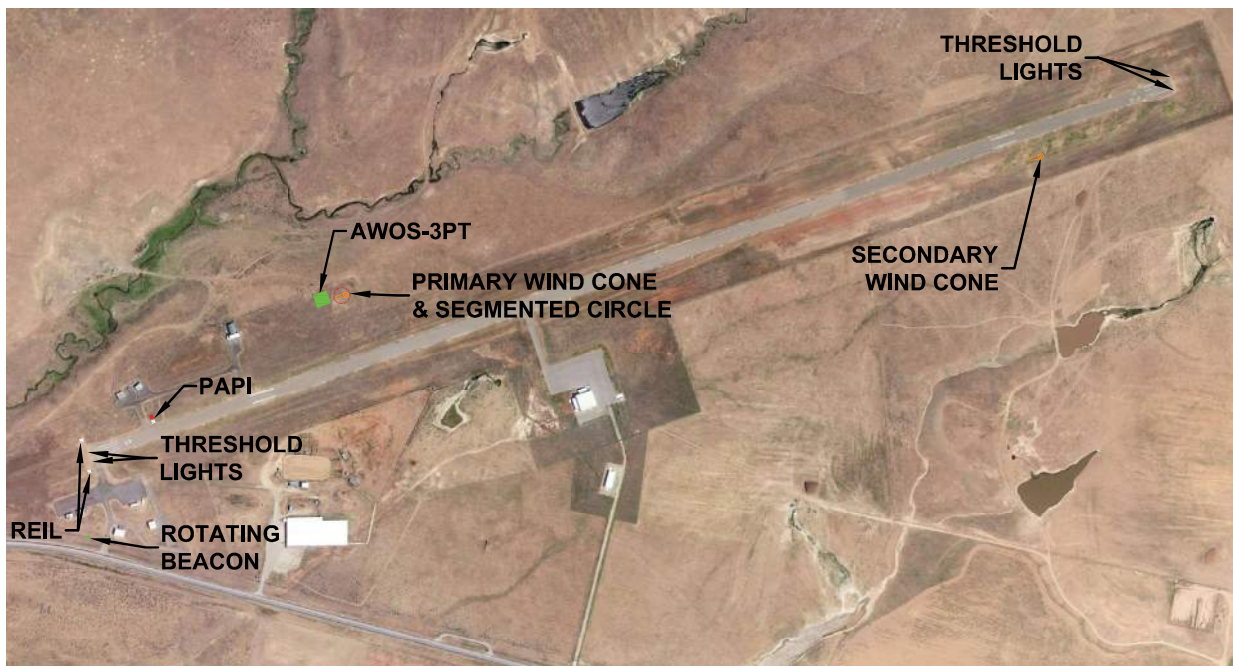 THRESHOLD
LIGHTS
AWOS-3PT
PRIMARY WIND CONE
& SEGMENTED CIRCLE
SECONDARY
WIND CONE
PAPI
THRESHOLD
LIGHTS
REIL
ROTATING
BEACON